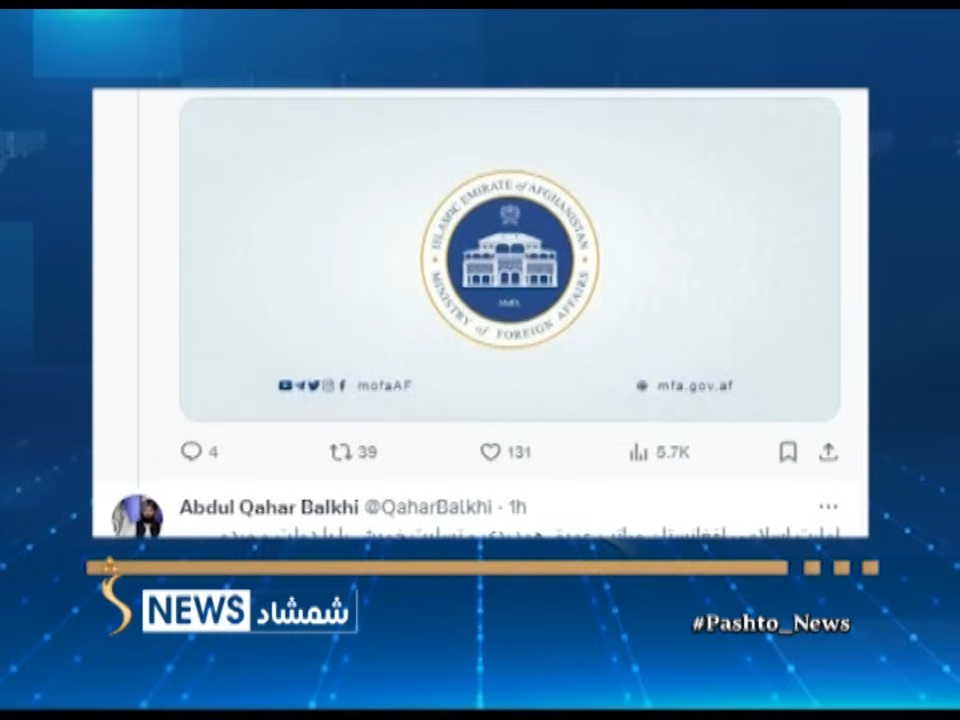 ISLAMIC EMIRATE of AFGHANISTAN
MFA
MINISTRY of FOREIGN AFFAIRS
mofaAF
mfa.gov.af
4
39
131
5.7K
Abdul Qahar Balkhi @QaharBalkhi · 1h
NEWS شمشاد
#Pashto_News